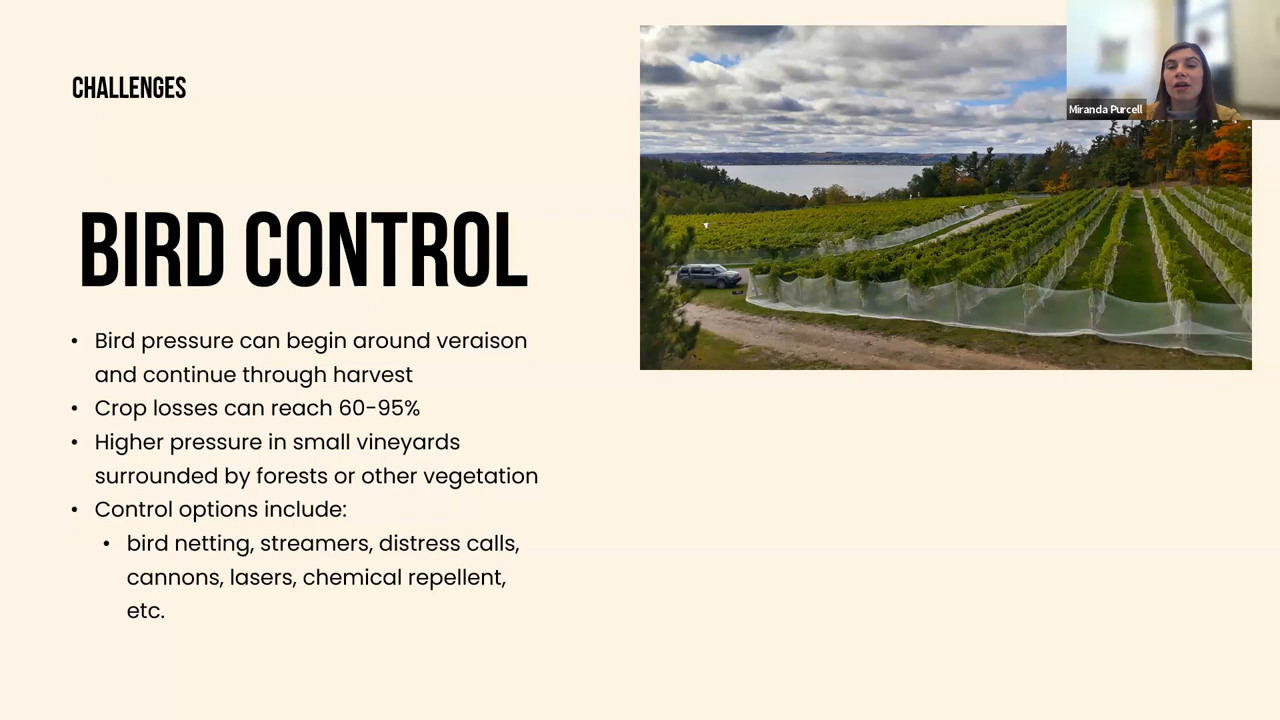 CHALLENGES
Miranda Purcell
BIRD CONTROL
• Bird pressure can begin around veraison
and continue through harvest
• Crop losses can reach 60-95%
• Higher pressure in small vineyards
surrounded by forests or other vegetation
• Control options include:
• bird netting, streamers, distress calls,
cannons, lasers, chemical repellent,
etc.